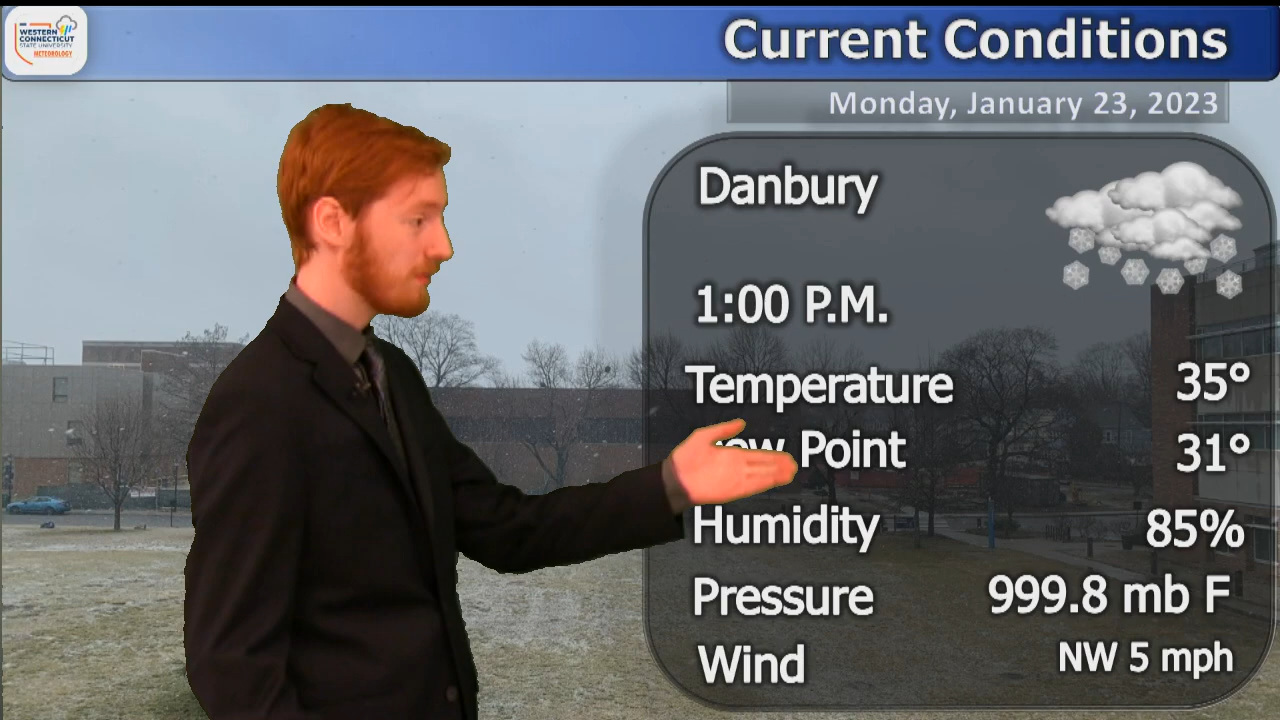 WESTERN
CONNECTICUT
STATE UNIVERSITY
METEOROLOGY
Current Conditions
Monday, January 23, 2023
Danbury
1:00 P.M.
Temperature 35°
Point 31°
Humidity 85%
Pressure 999.8 mb F
Wind NW 5 mph